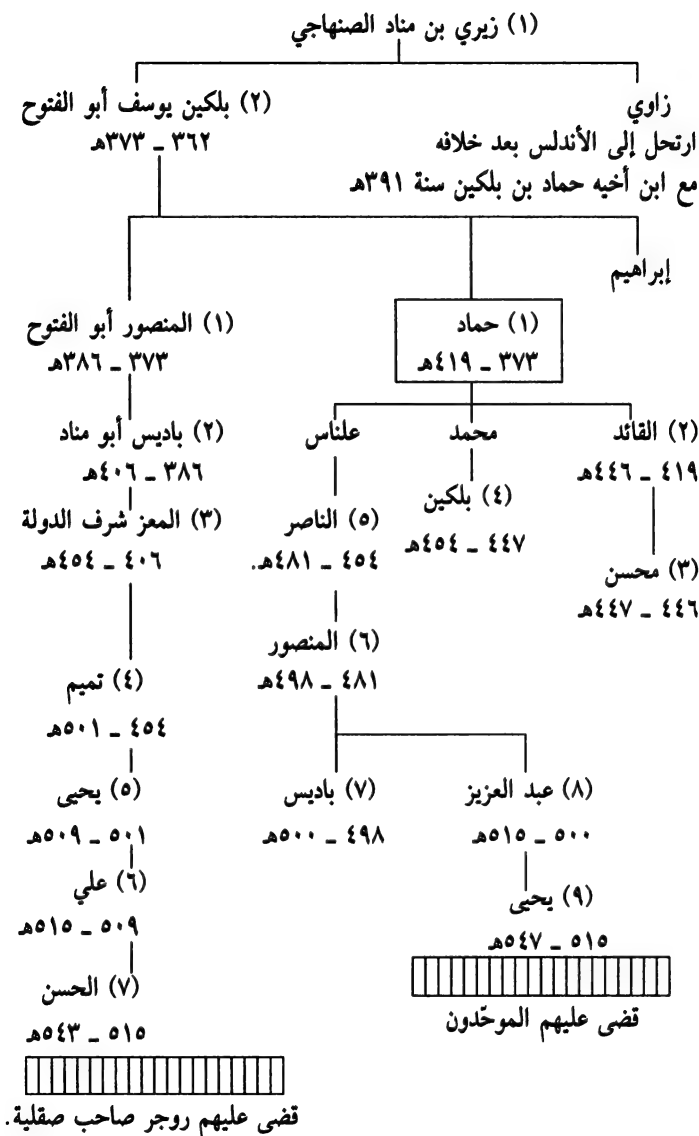 (١) زيري بن مناد الصنهاجي
زاوي
ارتحل إلى الأندلس بعد خلافه
مع ابن أخيه حماد بن بلكين سنة ٣٩١هـ
(٢) بلكين يوسف أبو الفتوح
٣٦٢ - ٣٧٣هـ
إبراهيم
(١) حماد
٣٧٣ - ٤١٩هـ
(١) المنصور أبو الفتوح
٣٧٣ - ٣٨٦هـ
(٢) القائد
٤١٩ - ٤٤٦هـ
(٣) محسن
٤٤٦ - ٤٤٧هـ
محمد
(٤) بلكين
٤٤٧ - ٤٥٤هـ
علناس
(٥) الناصر
٤٥٤ - ٤٨١هـ.
(٦) المنصور
٤٨١ - ٤٩٨هـ
(٨) عبد العزيز
٥٠٠ - ٥١٥هـ
(٩) يحيى
٥١٥ - ٥٤٧هـ
قضى عليهم الموحّدون
(٧) باديس
٤٩٨ - ٥٠٠هـ
(٢) باديس أبو مناد
٣٨٦ - ٤٠٦هـ
(٣) المعز شرف الدولة
٤٠٦ - ٤٥٤هـ
(٤) تميم
٤٥٤ - ٥٠١هـ
(٥) يحيى
٥٠١ - ٥٠٩هـ
(٦) علي
٥٠٩ - ٥١٥هـ
(٧) الحسن
٥١٥ - ٥٤٣هـ
قضى عليهم روجر صاحب صقلية.